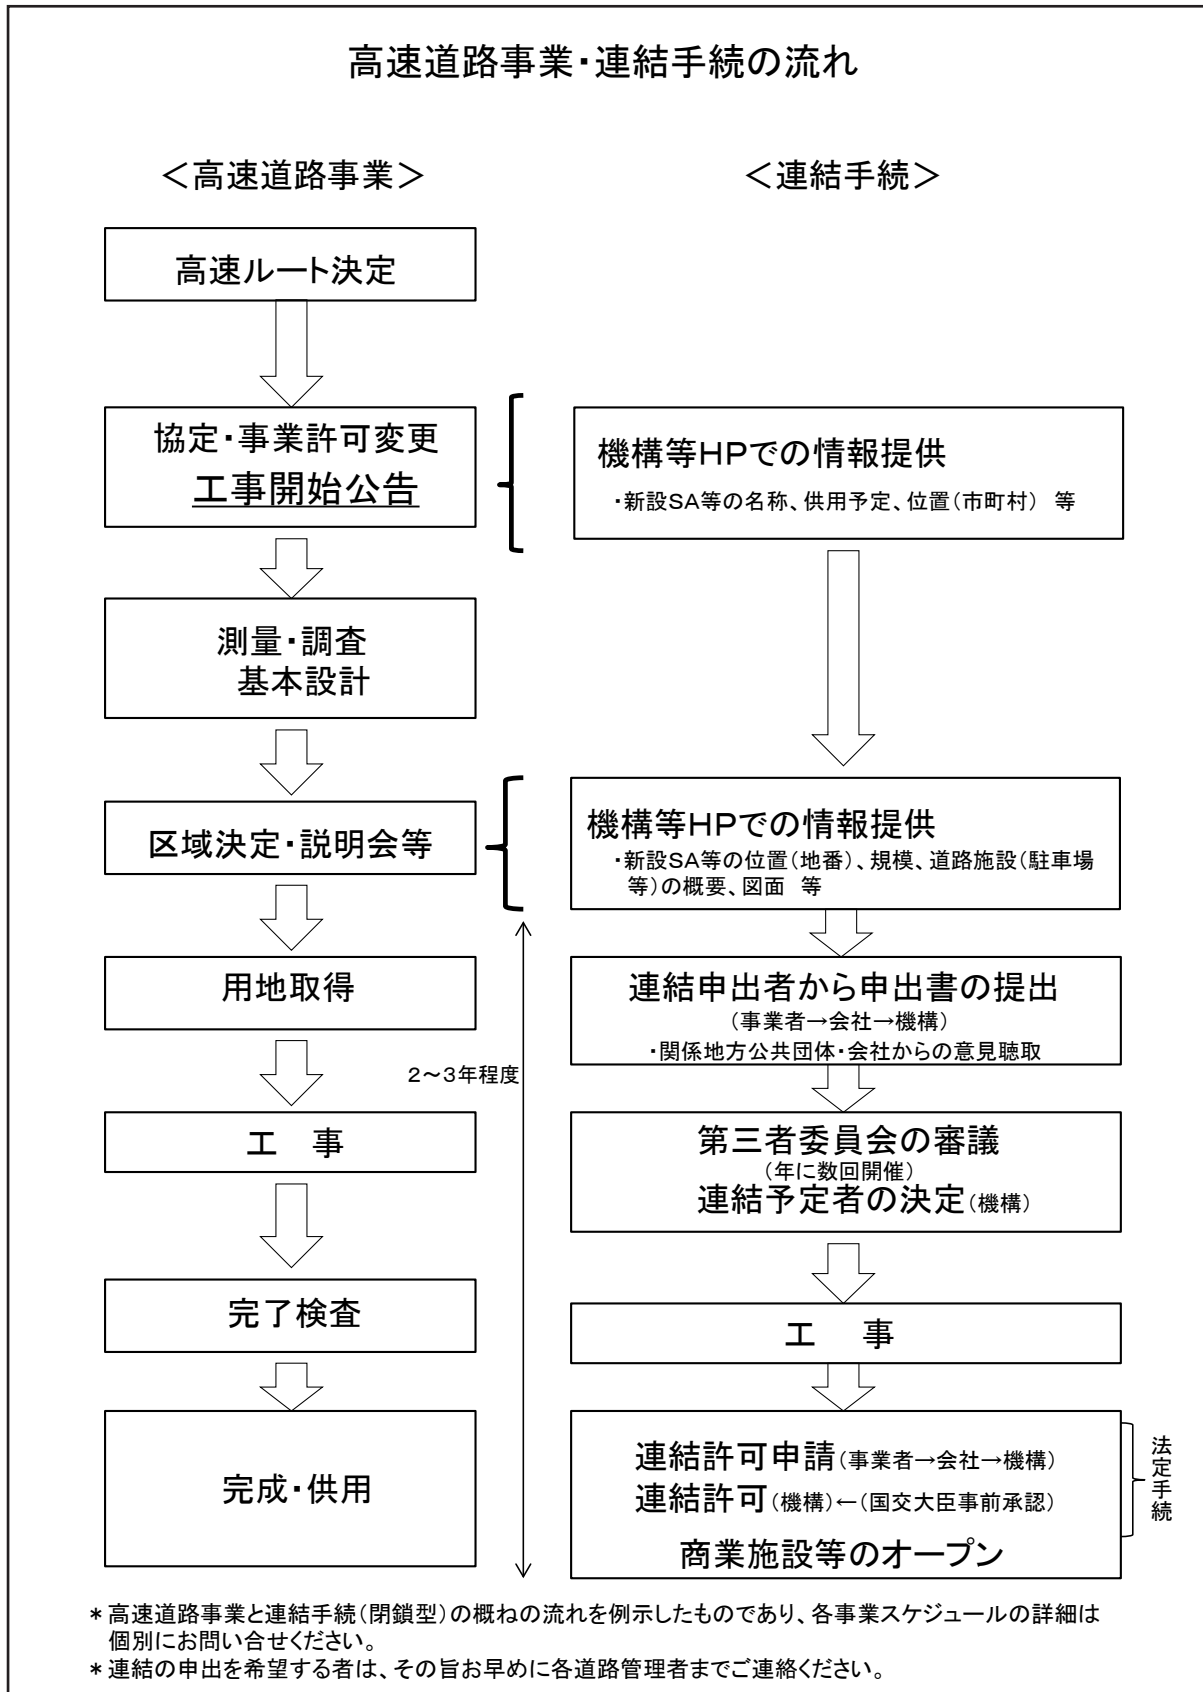 高速道路事業・連結手続の流れ
＜高速道路事業＞
高速ルート決定
協定・事業許可変更
工事開始公告
測量・調査
基本設計
区域決定・説明会等
用地取得
工　事
完了検査
完成・供用
2～3年程度
＜連結手続＞
機構等HPでの情報提供
・新設SA等の名称、供用予定、位置（市町村）　等
機構等HPでの情報提供
・新設SA等の位置（地番）、規模、道路施設（駐車場
等）の概要、図面　等
連結申出者から申出書の提出
（事業者→会社→機構）
・関係地方公共団体・会社からの意見聴取
第三者委員会の審議
（年に数回開催）
連結予定者の決定（機構）
工　事
連結許可申請（事業者→会社→機構）
連結許可（機構）←（国交大臣事前承認）
商業施設等のオープン
法定手続
＊高速道路事業と連結手続（閉鎖型）の概ねの流れを例示したものであり、各事業スケジュールの詳細は
個別にお問い合せください。
＊連結の申出を希望する者は、その旨お早めに各道路管理者までご連絡ください。